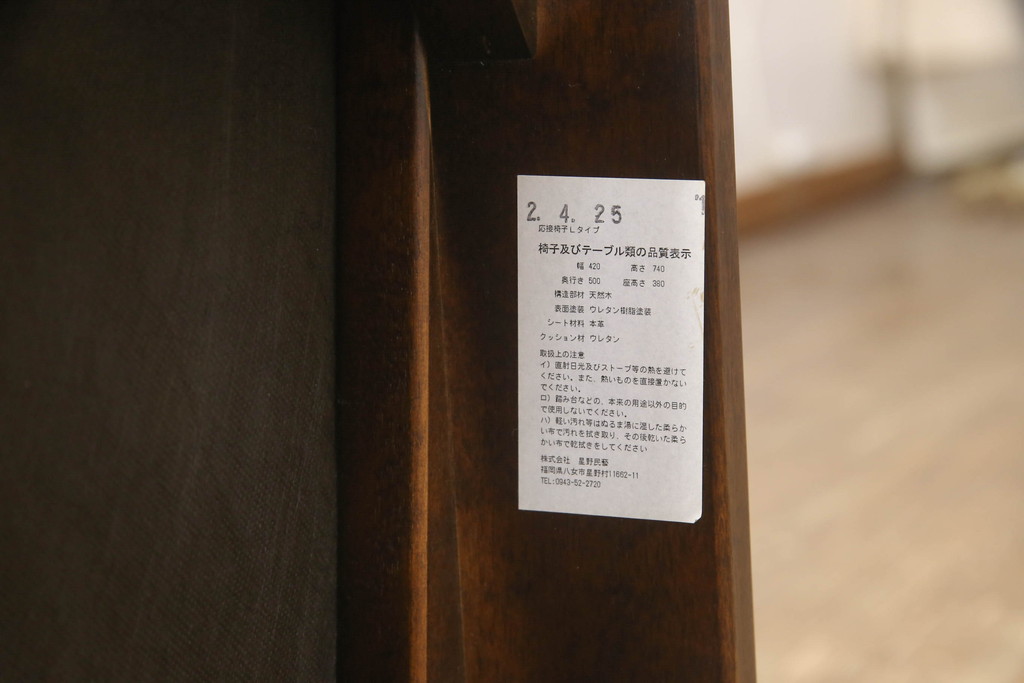 2. 4. 25
応接椅子Lタイプ
椅子及びテーブル類の品質表示
幅 420 高さ 740
奥行き 500 座高さ 380
構造部材 天然木
表面塗装 ウレタン樹脂塗装
シート材料 本革
クッション材 ウレタン
取扱上の注意
イ）直射日光及びストーブ等の熱を避けて
ください。また、熱いものを直接置かない
でください。
ロ）踏み台などの、本来の用途以外の目的
で使用しないでください。
ハ）軽い汚れ等はぬるま湯に浸した柔らか
い布で汚れを拭き取り、その後乾いた柔ら
かい布で乾拭きをしてください
株式会社 星野民藝
福岡県八女市星野村11662-11
TEL:0943-52-2720